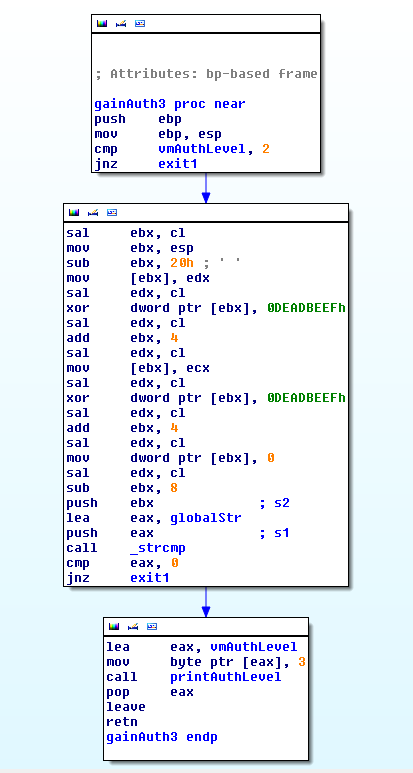 ; Attributes: bp-based frame
gainAuth3 proc near
push ebp
mov ebp, esp
cmp vmAuthLevel, 2
jnz exit1
sal ebx, cl
mov ebx, esp
sub ebx, 20h ; ' '
mov [ebx], edx
sal edx, cl
xor dword ptr [ebx], 0DEADBEEFh
sal edx, cl
add ebx, 4
sal edx, cl
mov [ebx], ecx
sal edx, cl
xor dword ptr [ebx], 0DEADBEEFh
sal edx, cl
add ebx, 4
sal edx, cl
mov dword ptr [ebx], 0
sal edx, cl
sub ebx, 8
push ebx ; s2
lea eax, globalStr
push eax ; s1
call _strcmp
cmp eax, 0
jnz exit1
lea eax, vmAuthLevel
mov byte ptr [eax], 3
call printAuthLevel
pop eax
leave
retn
gainAuth3 endp